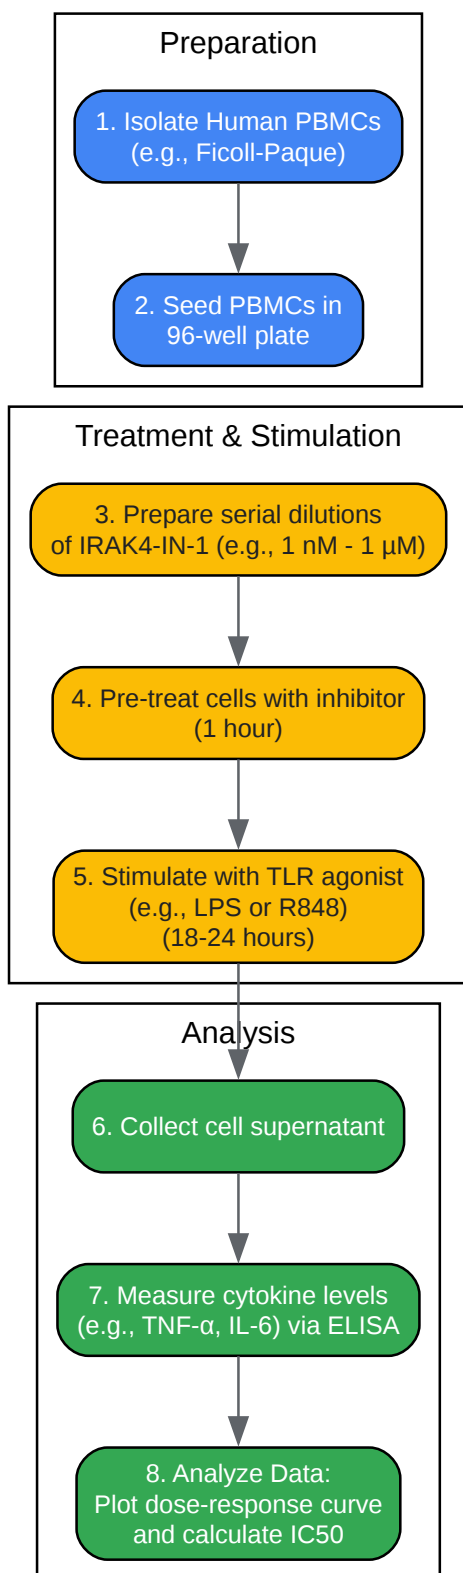 Preparation
1. Isolate Human PBMCs
(e.g., Ficoll-Paque)
2. Seed PBMCs in
96-well plate
Treatment & Stimulation
3. Prepare serial dilutions
of IRAK4-IN-1 (e.g., 1 nM - 1 µM)
4. Pre-treat cells with inhibitor
(1 hour)
5. Stimulate with TLR agonist
(e.g., LPS or R848)
(18-24 hours)
Analysis
6. Collect cell supernatant
7. Measure cytokine levels
(e.g., TNF-α, IL-6) via ELISA
8. Analyze Data:
Plot dose-response curve
and calculate IC50